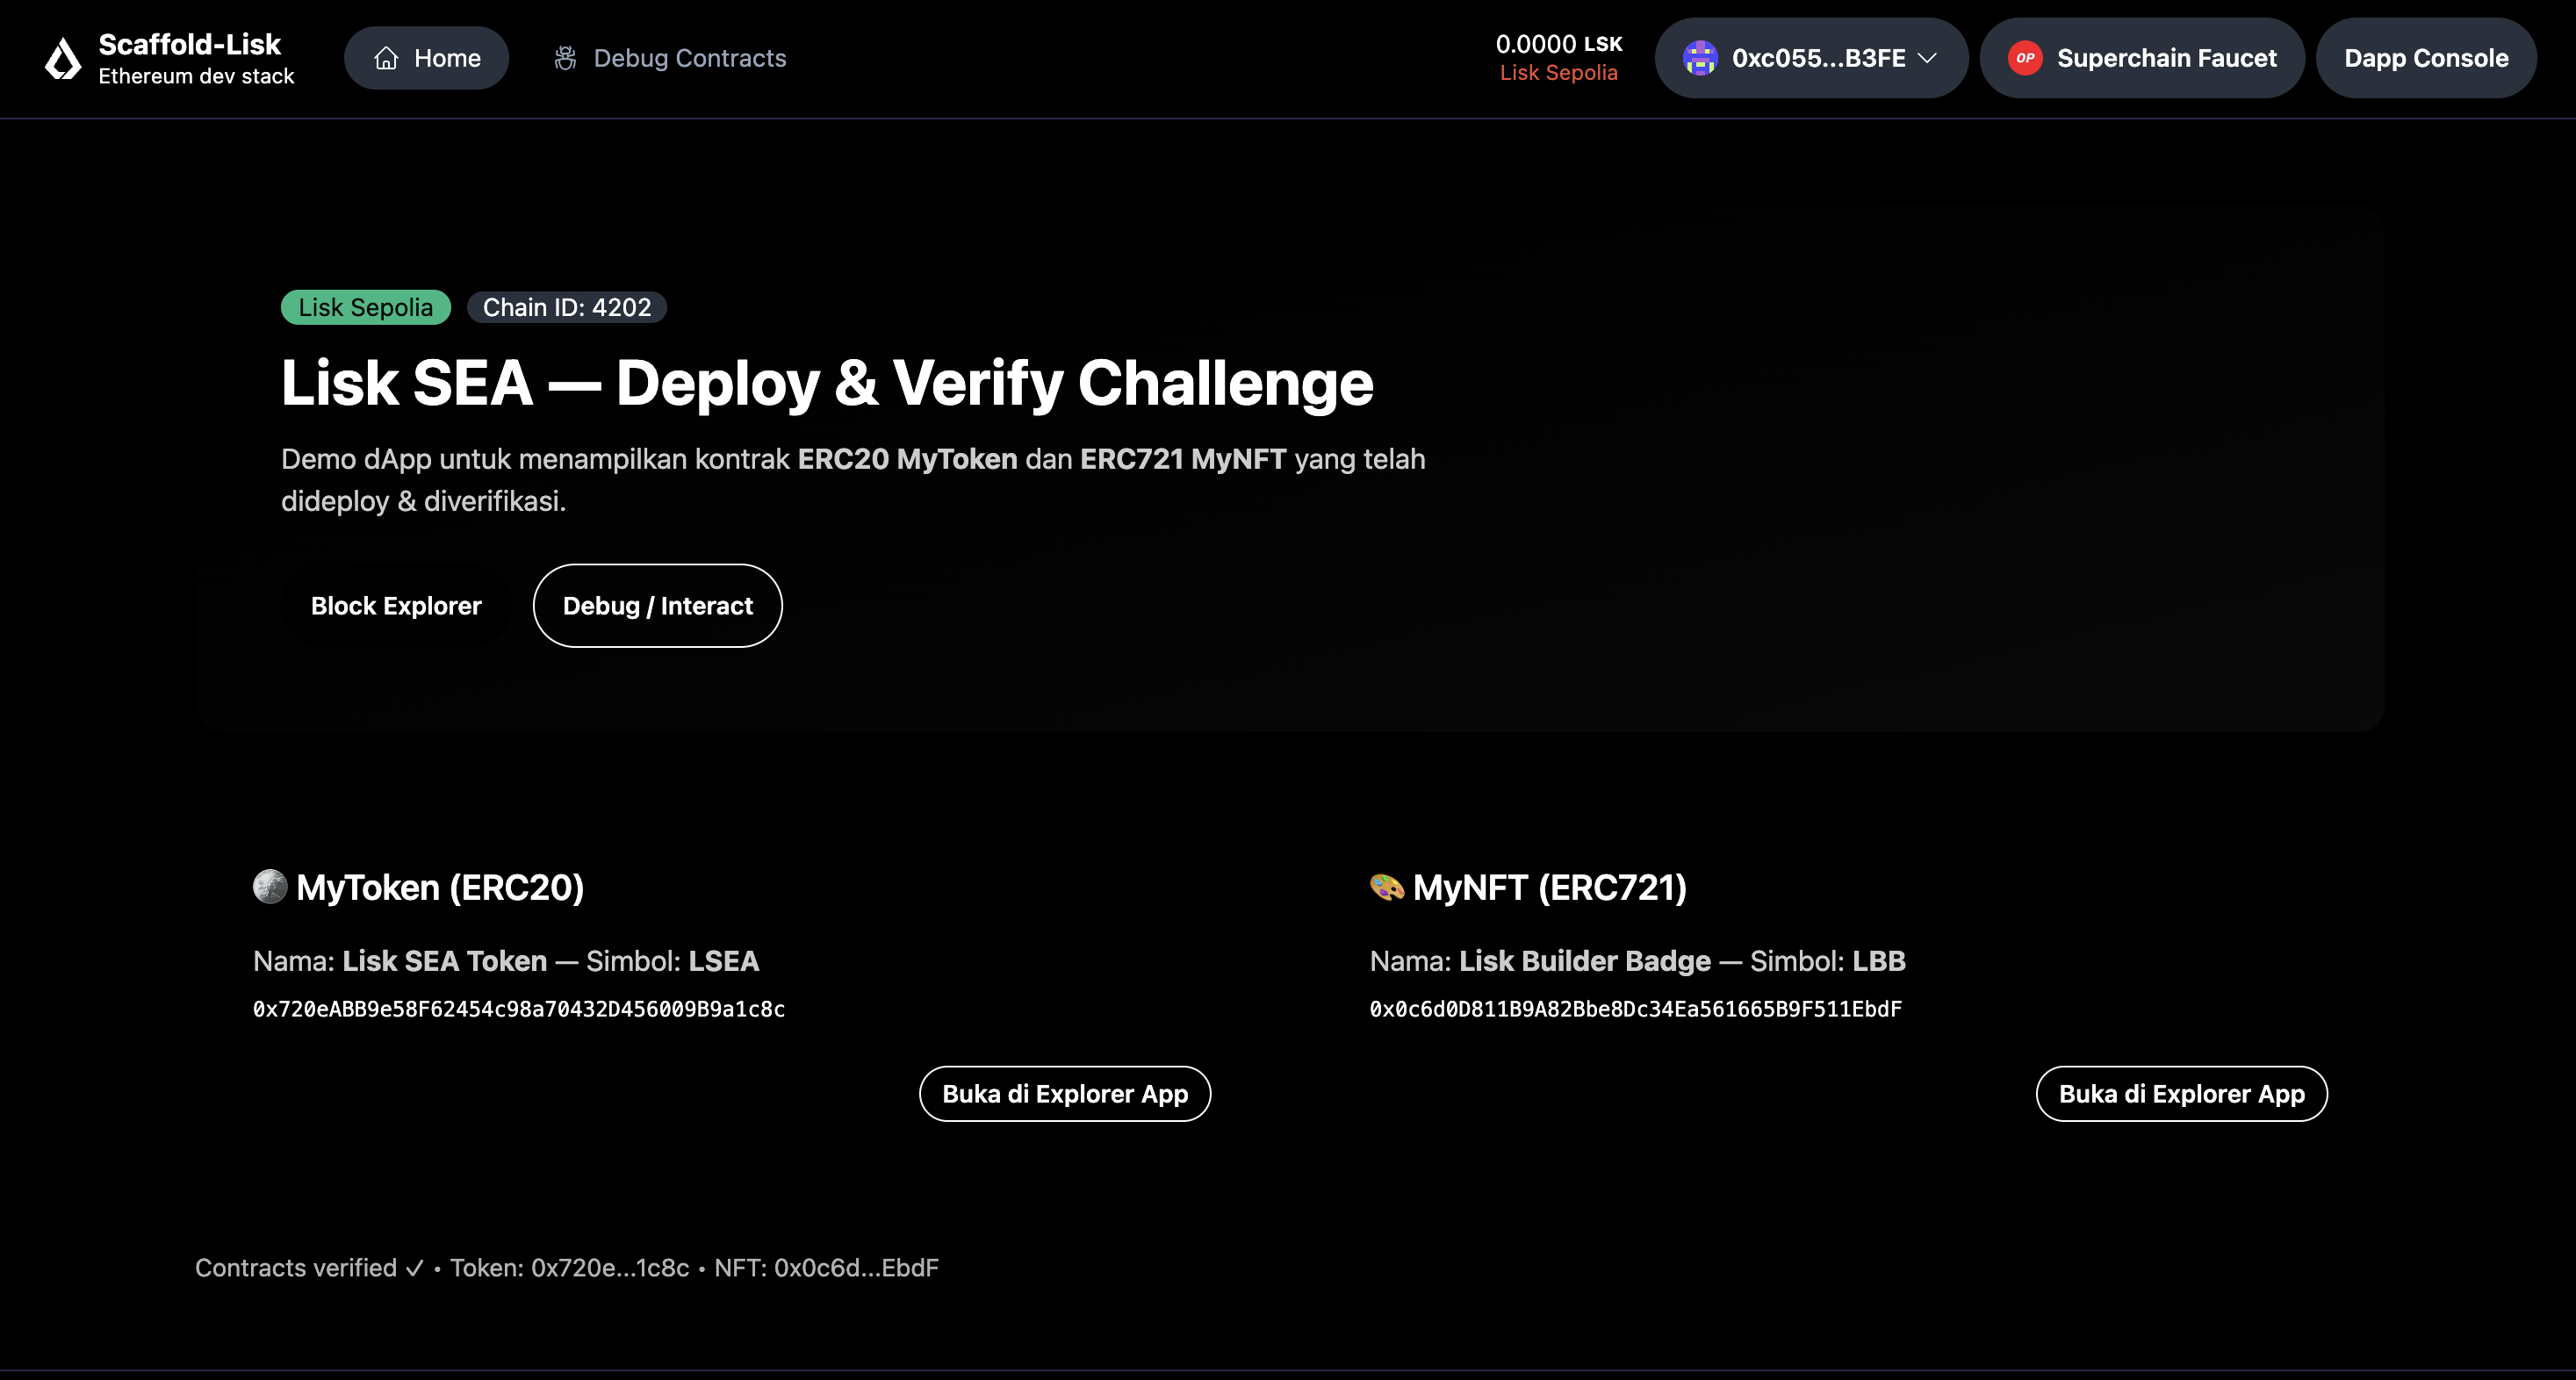 Scaffold-Lisk
Ethereum dev stack
Home
Debug Contracts
0.0000 LSK
Lisk Sepolia
0xc055...B3FE
OP
Superchain Faucet
Dapp Console
Lisk Sepolia
Chain ID: 4202
Lisk SEA — Deploy & Verify Challenge
Demo dApp untuk menampilkan kontrak ERC20 MyToken dan ERC721 MyNFT yang telah
dideploy & diverifikasi.
Block Explorer
Debug / Interact
MyToken (ERC20)
Nama: Lisk SEA Token — Simbol: LSEA
0x720eABB9e58F62454c98a70432D456009B9a1c8c
Buka di Explorer App
MyNFT (ERC721)
Nama: Lisk Builder Badge — Simbol: LBB
0x0c6d0D811B9A82Bbe8Dc34Ea561665B9F511EbdF
Buka di Explorer App
Contracts verified ✓ • Token: 0x720e...1c8c • NFT: 0x0c6d...EbdF